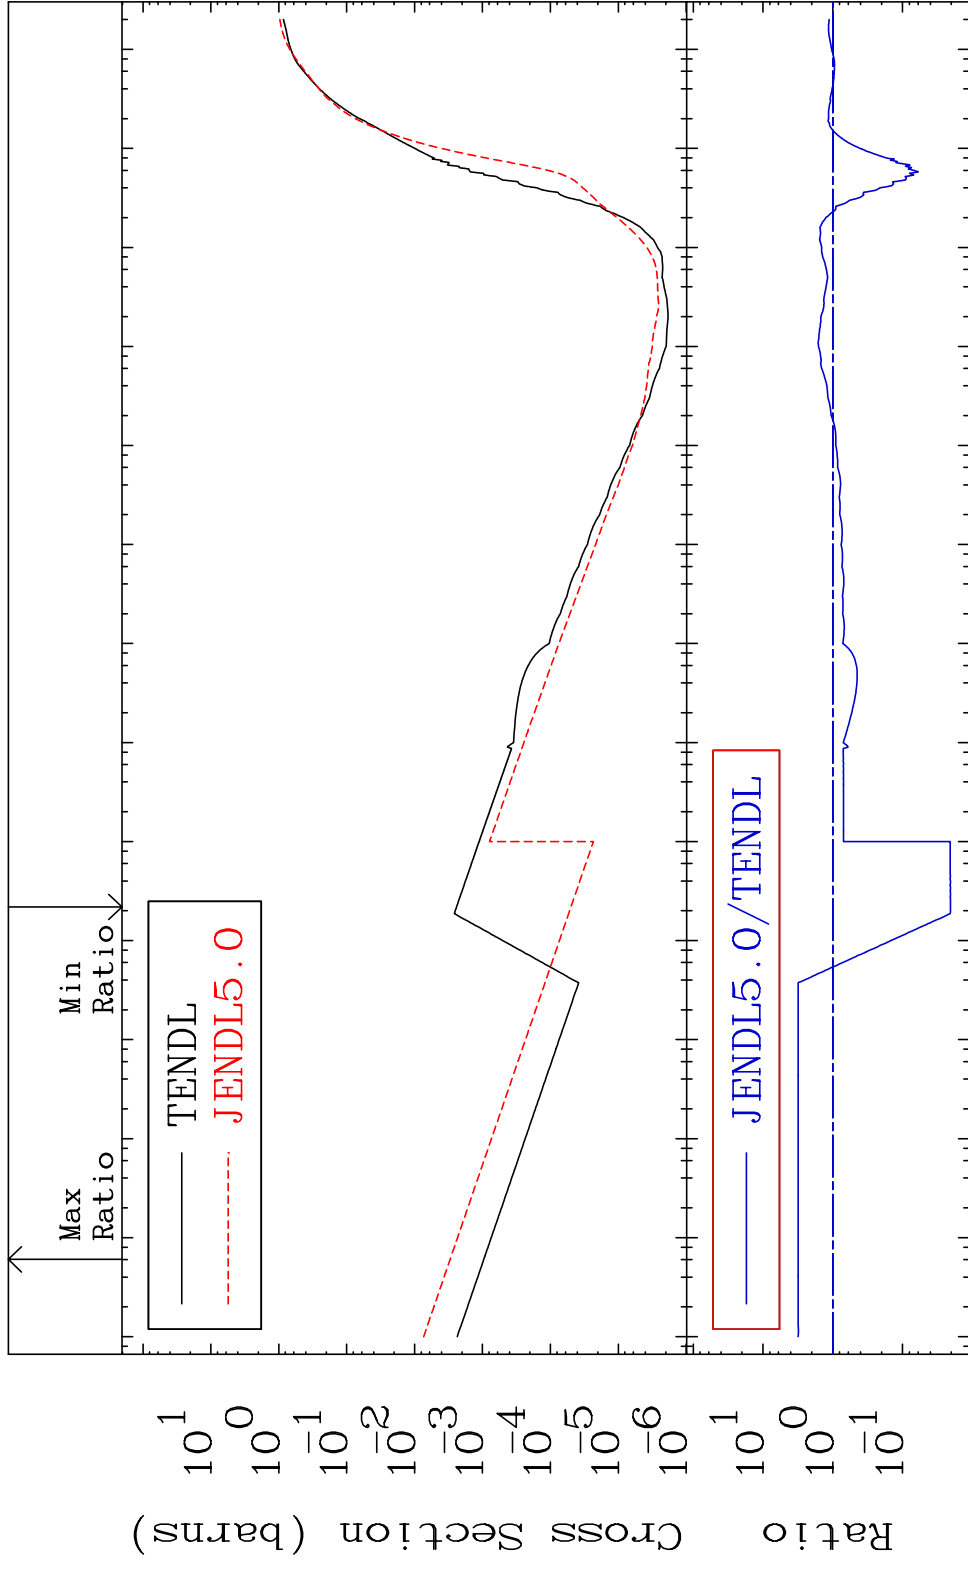 Max
Ratio
Min
Ratio
TENDL
JENDL5.0
10^1
10^0
10^-1
10^-2
10^-3
10^-4
10^-5
10^-6
Cross Section (barns)
JENDL5.0/TENDL
10^1
10^0
10^-1
Ratio